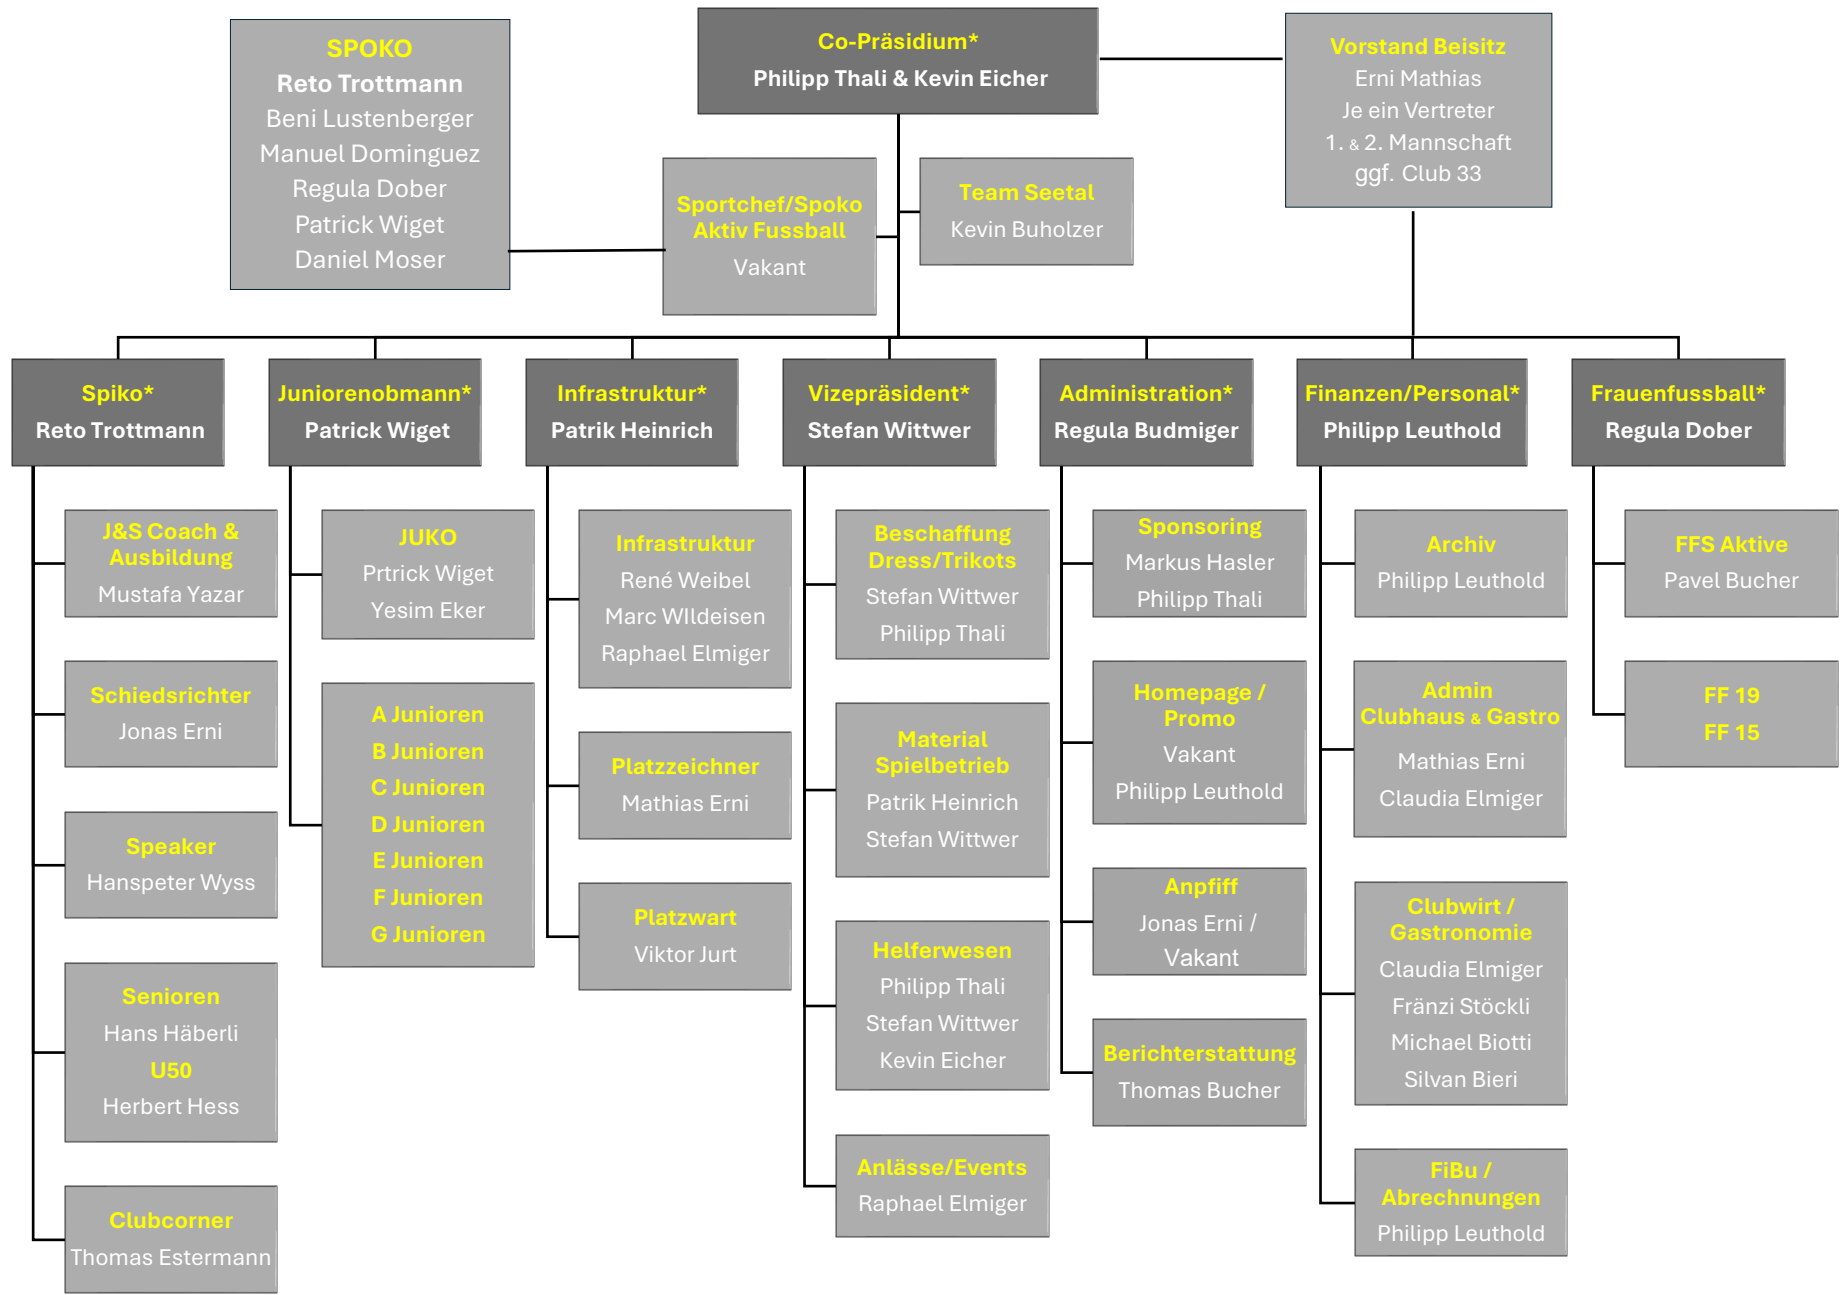 SPOKO
Reto Trottmann
Beni Lustenberger
Manuel Dominguez
Regula Dober
Patrick Wiget
Daniel Moser
Co-Präsidium*
Philipp Thali & Kevin Eicher
Vorstand Beisitz
Erni Mathias
Je ein Vertreter
1. & 2. Mannschaft
ggf. Club 33
Sportchef/Spoko
Aktiv Fussball
Vakant
Team Seetal
Kevin Buholzer
Spiko*
Reto Trottmann
Juniorenobmann*
Patrick Wiget
Infrastruktur*
Patrik Heinrich
Vizepräsident*
Stefan Wittwer
Administration*
Regula Budmiger
Finanzen/Personal*
Philipp Leuthold
Frauenfussball*
Regula Dober
J&S Coach &
Ausbildung
Mustafa Yazar
Schiedsrichter
Jonas Erni
Speaker
Hanspeter Wyss
Senioren
Hans Häberli
U50
Herbert Hess
Clubcorner
Thomas Estermann
JUKO
Prtrick Wiget
Yesim Eker
A Junioren
B Junioren
C Junioren
D Junioren
E Junioren
F Junioren
G Junioren
Infrastruktur
René Weibel
Marc WIldeisen
Raphael Elmiger
Platzzeichner
Mathias Erni
Platzwart
Viktor Jurt
Beschaffung
Dress/Trikots
Stefan Wittwer
Philipp Thali
Material
Spielbetrieb
Patrik Heinrich
Stefan Wittwer
Helferwesen
Philipp Thali
Stefan Wittwer
Kevin Eicher
Anlässe/Events
Raphael Elmiger
Sponsoring
Markus Hasler
Philipp Thali
Homepage /
Promo
Vakant
Philipp Leuthold
Anpfiff
Jonas Erni /
Vakant
Berichterstattung
Thomas Bucher
Archiv
Philipp Leuthold
Admin
Clubhaus & Gastro
Mathias Erni
Claudia Elmiger
Clubwirt /
Gastronomie
Claudia Elmiger
Fränzi Stöckli
Michael Biotti
Silvan Bieri
FiBu /
Abrechnungen
Philipp Leuthold
FFS Aktive
Pavel Bucher
FF 19
FF 15